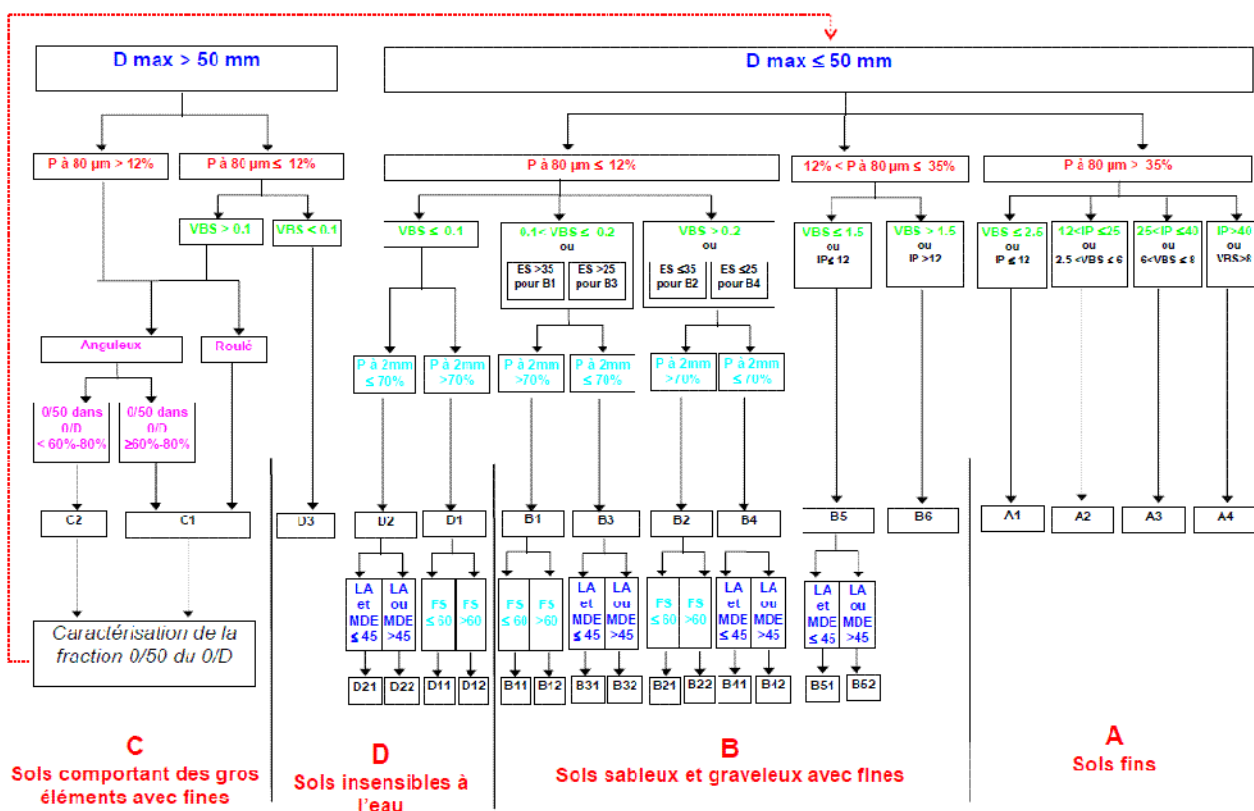 D max > 50 mm
D max ≤ 50 mm
P à 80 µm > 12%
P à 80 µm ≤ 12%
P à 80 µm ≤ 12%
12% < P à 80 µm ≤ 35%
P à 80 µm > 35%
VBS > 0.1
VBS ≤ 0.1
VBS ≤ 0.1
0.1< VBS ≤ 0.2
ou
ES >35
pour B1
ES >25
pour B3
VBS > 0.2
ou
ES ≤35
pour B2
ES ≤25
pour B4
VBS ≤ 1.5
ou
IP≤ 12
VBS > 1.5
ou
IP >12
VBS ≤ 2.5
ou
IP ≤ 12
12<IP ≤25
ou
2.5 <VBS ≤ 6
25<IP ≤40
ou
6<VBS ≤ 8
IP>40
ou
VBS>8
Anguleux
Roulé
P à 2mm
≤ 70%
P à 2mm
>70%
P à 2mm
>70%
P à 2mm
≤ 70%
P à 2mm
>70%
P à 2mm
≤ 70%
0/50 dans
0/D
< 60%-80%
0/50 dans
0/D
≥60%-80%
C2
C1
D3
D2
D1
B1
B3
B2
B4
B5
B6
A1
A2
A3
A4
LA
et
MDE
≤ 45
LA
ou
MDE
>45
FS
≤ 60
FS
>60
FS
≤ 60
FS
>60
LA
et
MDE
≤ 45
LA
ou
MDE
>45
FS
≤ 60
FS
>60
LA
et
MDE
≤ 45
LA
ou
MDE
>45
LA
et
MDE
≤ 45
LA
ou
MDE
>45
Caractérisation de la
fraction 0/50 du 0/D
D21
D22
D11
D12
B11
B12
B31
B32
B21
B22
B41
B42
B51
B52
C
Sols comportant des gros
éléments avec fines
D
Sols insensibles à
l'eau
B
Sols sableux et graveleux avec fines
A
Sols fins